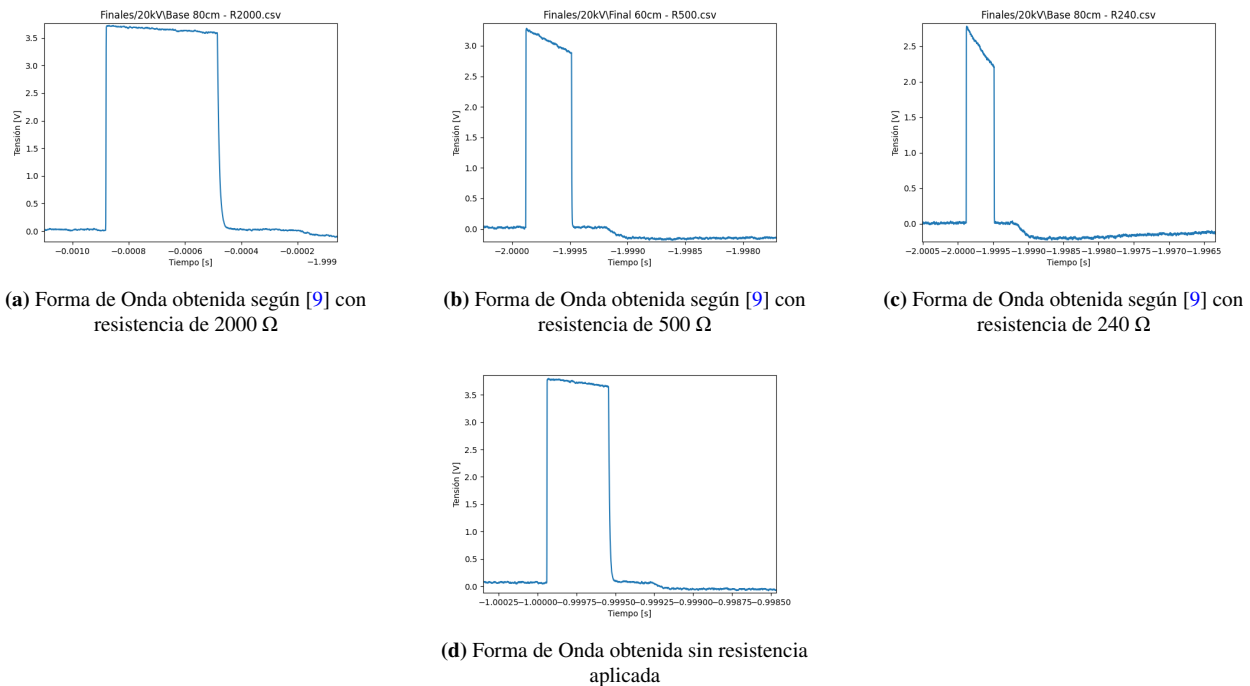 Finales/20kV\Base 80cm - R2000.csv
Tensión [V]
3.5
3.0
2.5
2.0
1.5
1.0
0.5
0.0
−0.0010 −0.0008 −0.0006 −0.0004 −0.0002
Tiempo [s]
−1.999
(a) Forma de Onda obtenida según [9] con
resistencia de 2000 Ω
Finales/20kV\Final 60cm - R500.csv
Tensión [V]
3.0
2.5
2.0
1.5
1.0
0.5
0.0
−2.0000 −1.9995 −1.9990 −1.9985 −1.9980
Tiempo [s]
(b) Forma de Onda obtenida según [9] con
resistencia de 500 Ω
Finales/20kV\Base 80cm - R240.csv
Tensión [V]
2.5
2.0
1.5
1.0
0.5
0.0
−2.0005−2.0000−1.9995−1.9990−1.9985−1.9980−1.9975−1.9970−1.9965
Tiempo [s]
(c) Forma de Onda obtenida según [9] con
resistencia de 240 Ω
Tensión [V]
3.5
3.0
2.5
2.0
1.5
1.0
0.5
0.0
−1.00025−1.00000−0.99975−0.99950−0.99925−0.99900−0.99875−0.99850
Tiempo [s]
(d) Forma de Onda obtenida sin resistencia
aplicada